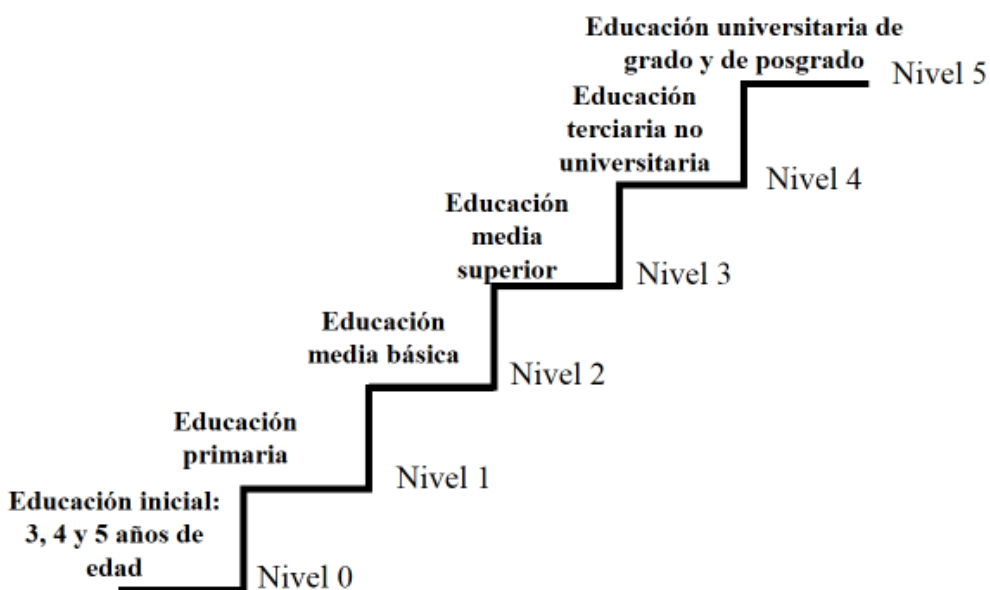 Educación universitaria de
grado y de posgrado
Nivel 5
Educación
terciaria no
universitaria
Nivel 4
Educación
media
superior
Nivel 3
Educación
media básica
Nivel 2
Educación
primaria
Nivel 1
Educación inicial:
3, 4 y 5 años de
edad
Nivel 0